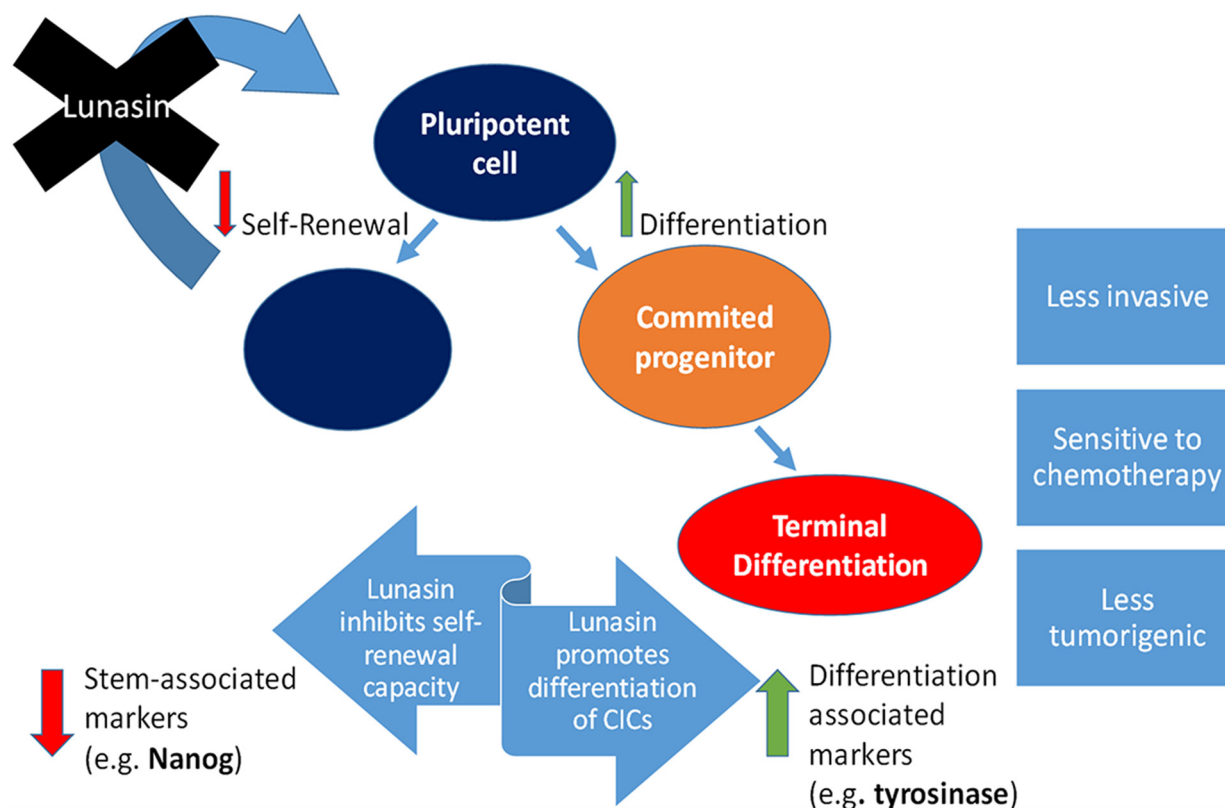 Lunasin
Pluripotent
cell
Self-Renewal
Differentiation
Commited
progenitor
Terminal
Differentiation
Less invasive
Sensitive to
chemotherapy
Less
tumorigenic
Lunasin
inhibits self-
renewal
capacity
Lunasin
promotes
differentiation
of CICs
Stem-associated
markers
(e.g. Nanog)
Differentiation
associated
markers
(e.g. tyrosinase)